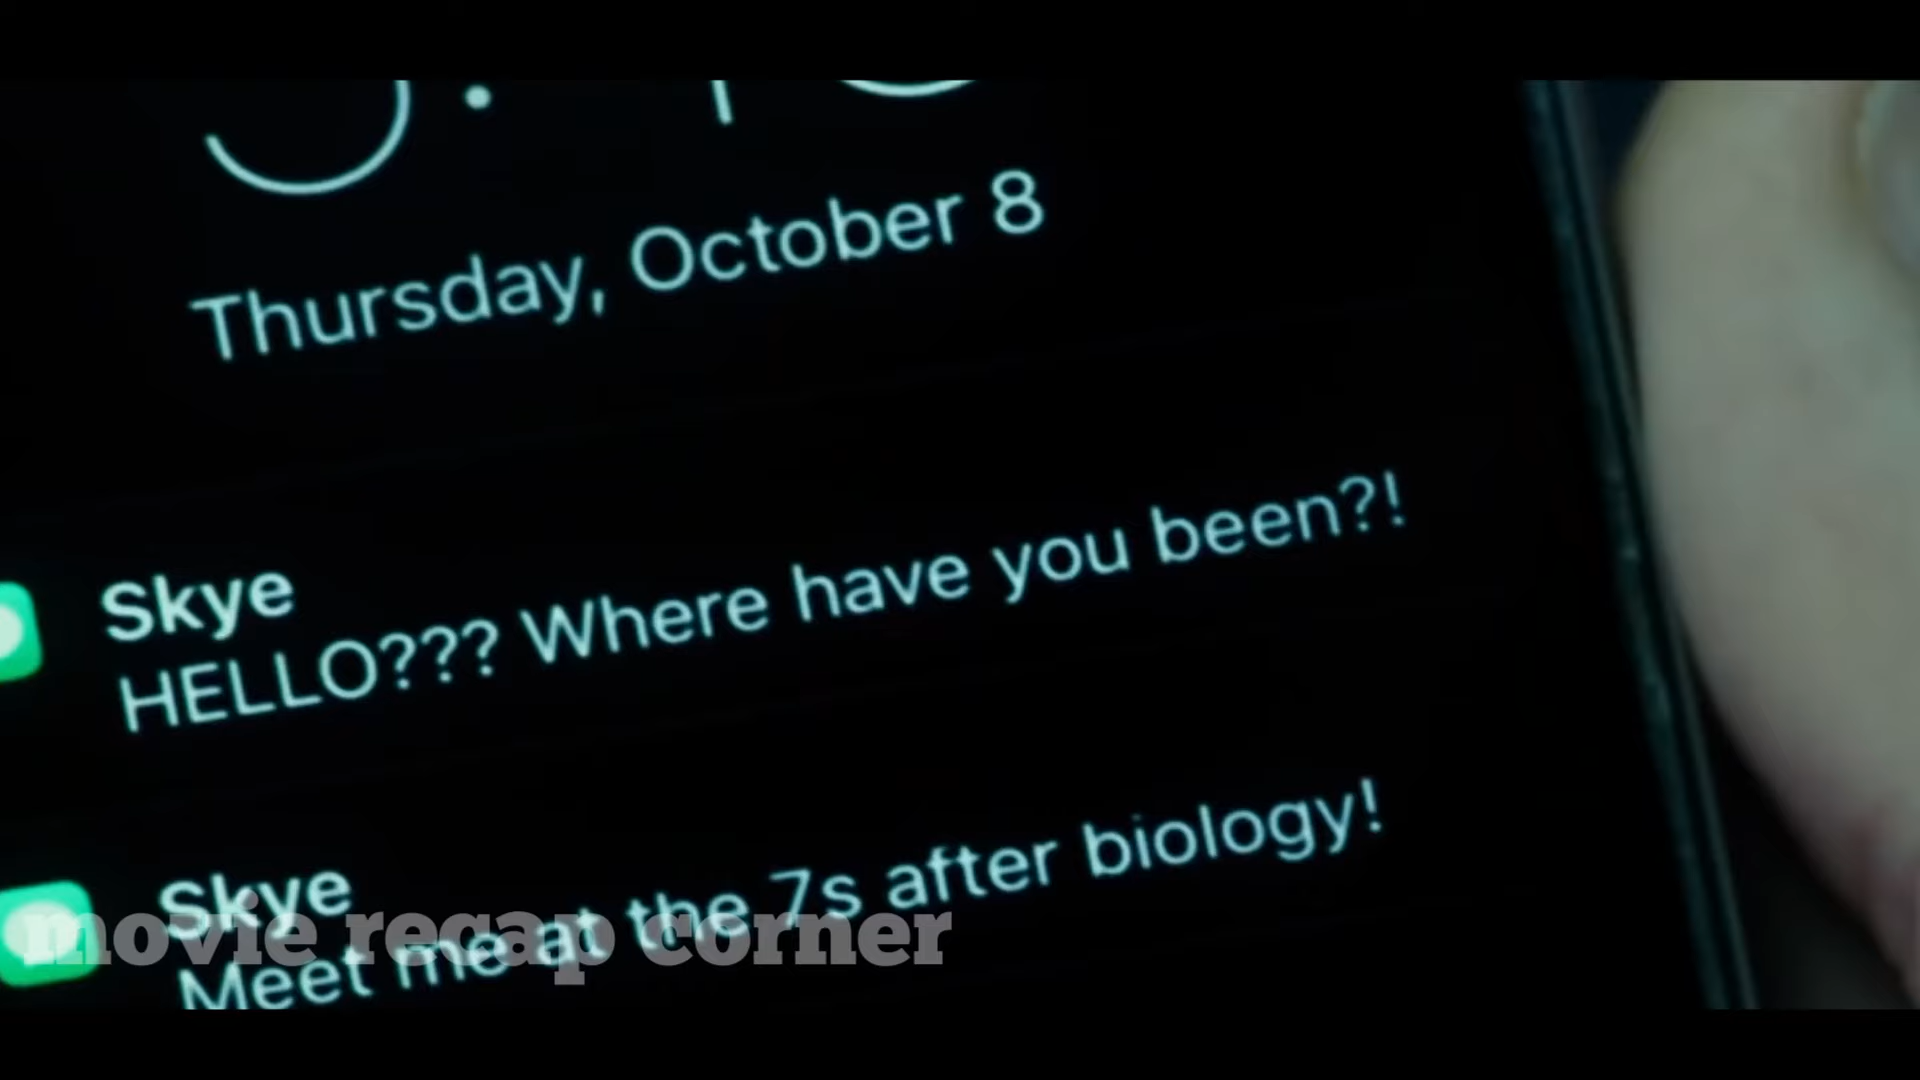 Thursday, October 8
Skye
HELLO??? Where have you been?!
Skye
Meet me at the 7s after biology!
movie recap corner